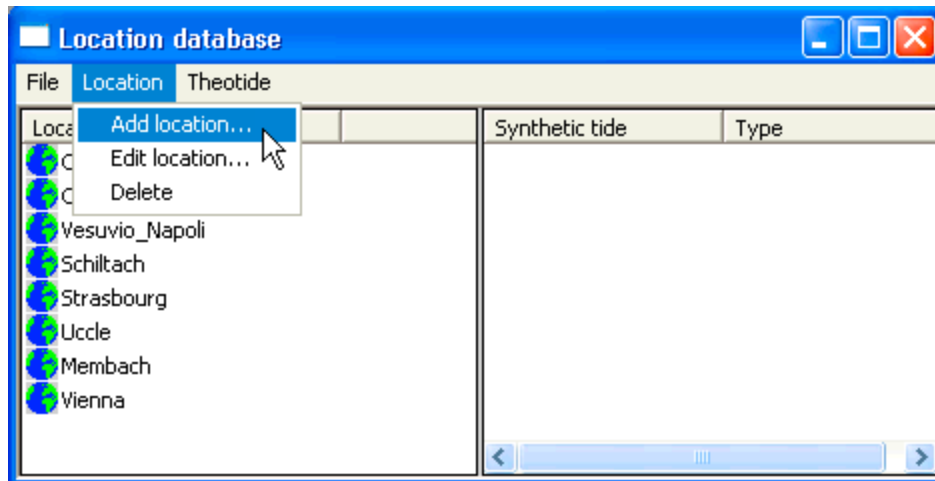 Location database
File Location Theotide
Add location...
Edit location...
Delete
Synthetic tide Type
Vesuvio_Napoli
Schiltach
Strasbourg
Uccle
Membach
Vienna